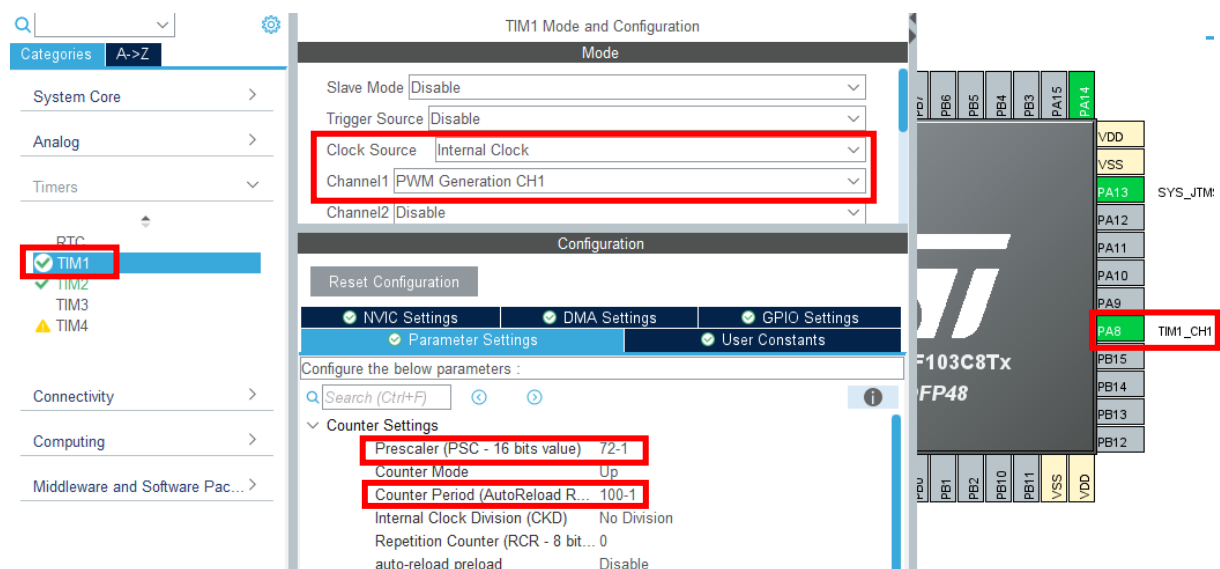 Categories
A->Z
System Core
Analog
Timers
RTC
TIM1
TIM2
TIM3
TIM4
Connectivity
Computing
Middleware and Software Pac...
TIM1 Mode and Configuration
Mode
Slave Mode Disable
Trigger Source Disable
Clock Source Internal Clock
Channel1 PWM Generation CH1
Channel2 Disable
Configuration
Reset Configuration
NVIC Settings
DMA Settings
GPIO Settings
Parameter Settings
User Constants
Configure the below parameters :
Search (Ctrl+F)
Counter Settings
Prescaler (PSC - 16 bits value) 72-1
Counter Mode Up
Counter Period (AutoReload R... 100-1
Internal Clock Division (CKD) No Division
Repetition Counter (RCR - 8 bit... 0
auto-reload preload Disable
PB7
PB6
PB5
PB4
PB3
PA15
PA14
VDD
VSS
PA13 SYS_JTMS
PA12
PA11
PA10
PA9
PA8 TIM1_CH1
PB15
PB14
PB13
PB12
F103C8Tx
FP48
PB0
PB1
PB2
PB10
PB11
VSS
VDD